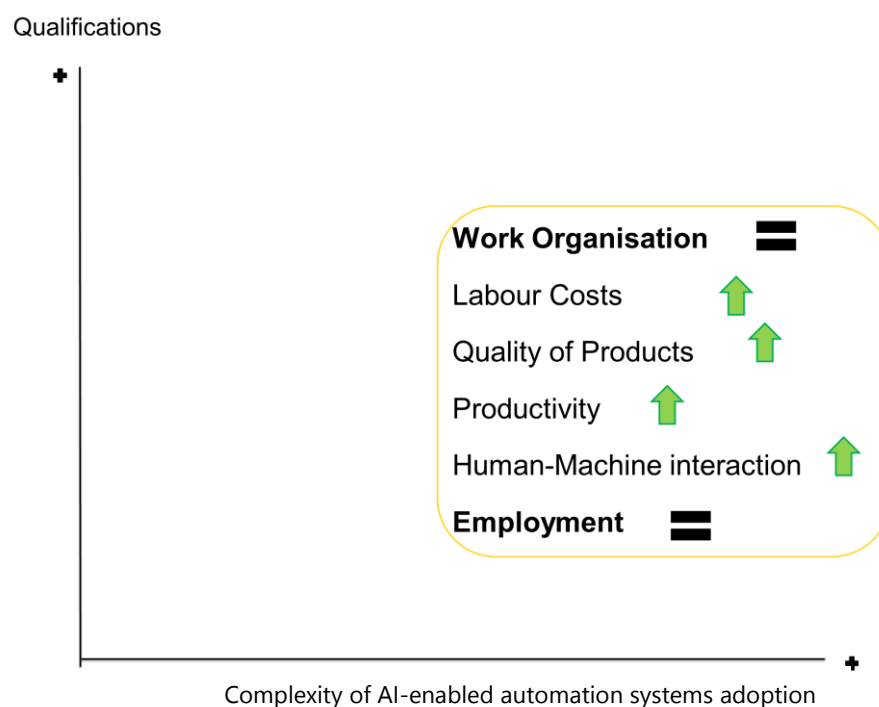 Qualifications
+
Work Organisation =
Labour Costs
Quality of Products
Productivity
Human-Machine interaction
Employment =
+
Complexity of AI-enabled automation systems adoption